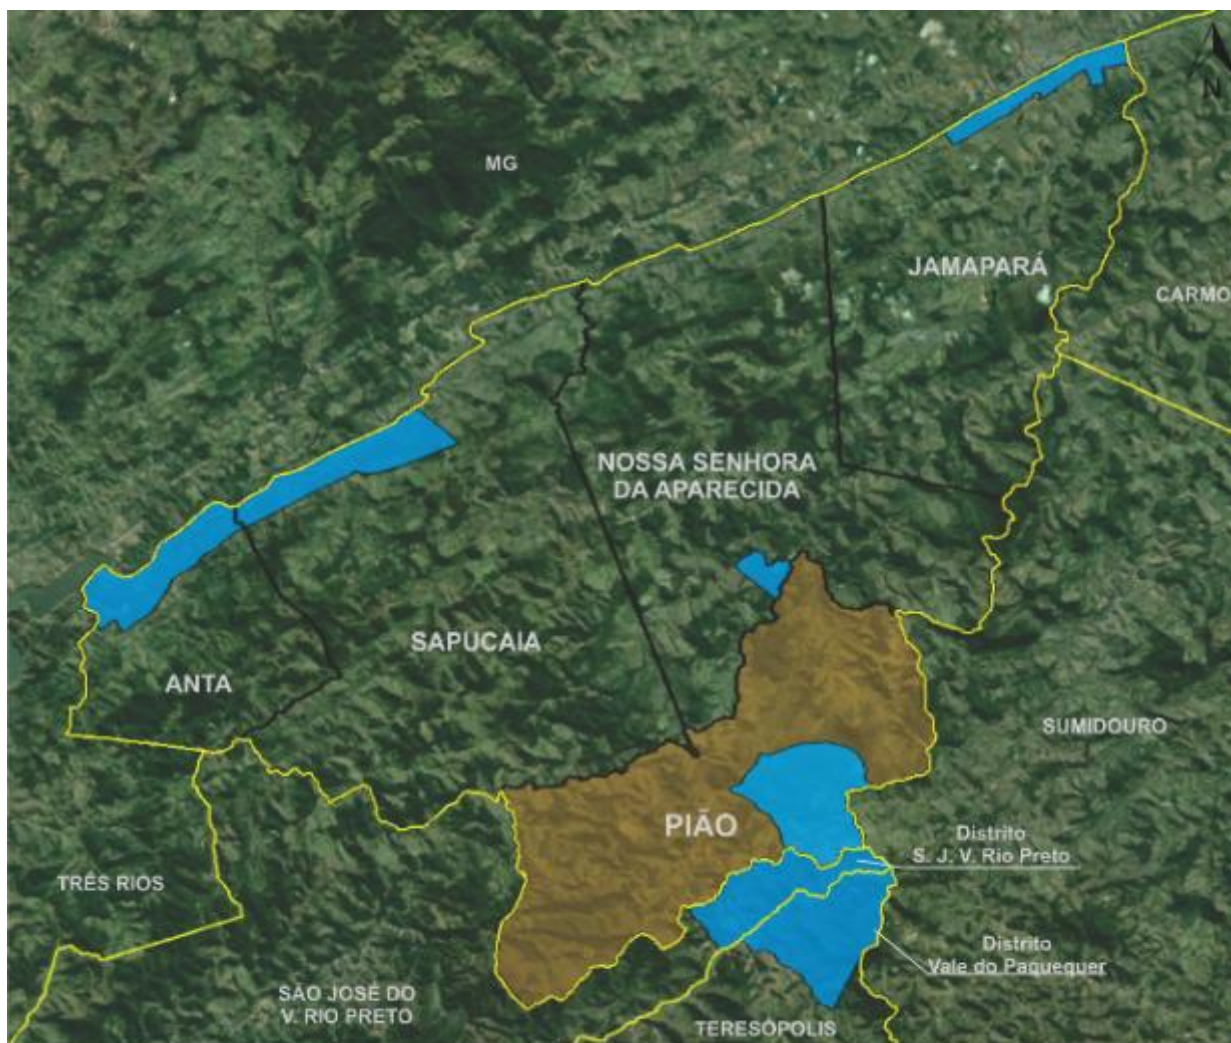 N
MG
JAMAPARÁ
CARMO
NOSSA SENHORA
DA APARECIDA
SAPUCAIA
ANTA
SUMIDOURO
PIÃO
Distrito
S. J. V. Rio Preto
TRÊS RIOS
Distrito
Vale do Paquequer
SÃO JOSÉ DO
V. RIO PRETO
TERESÓPOLIS